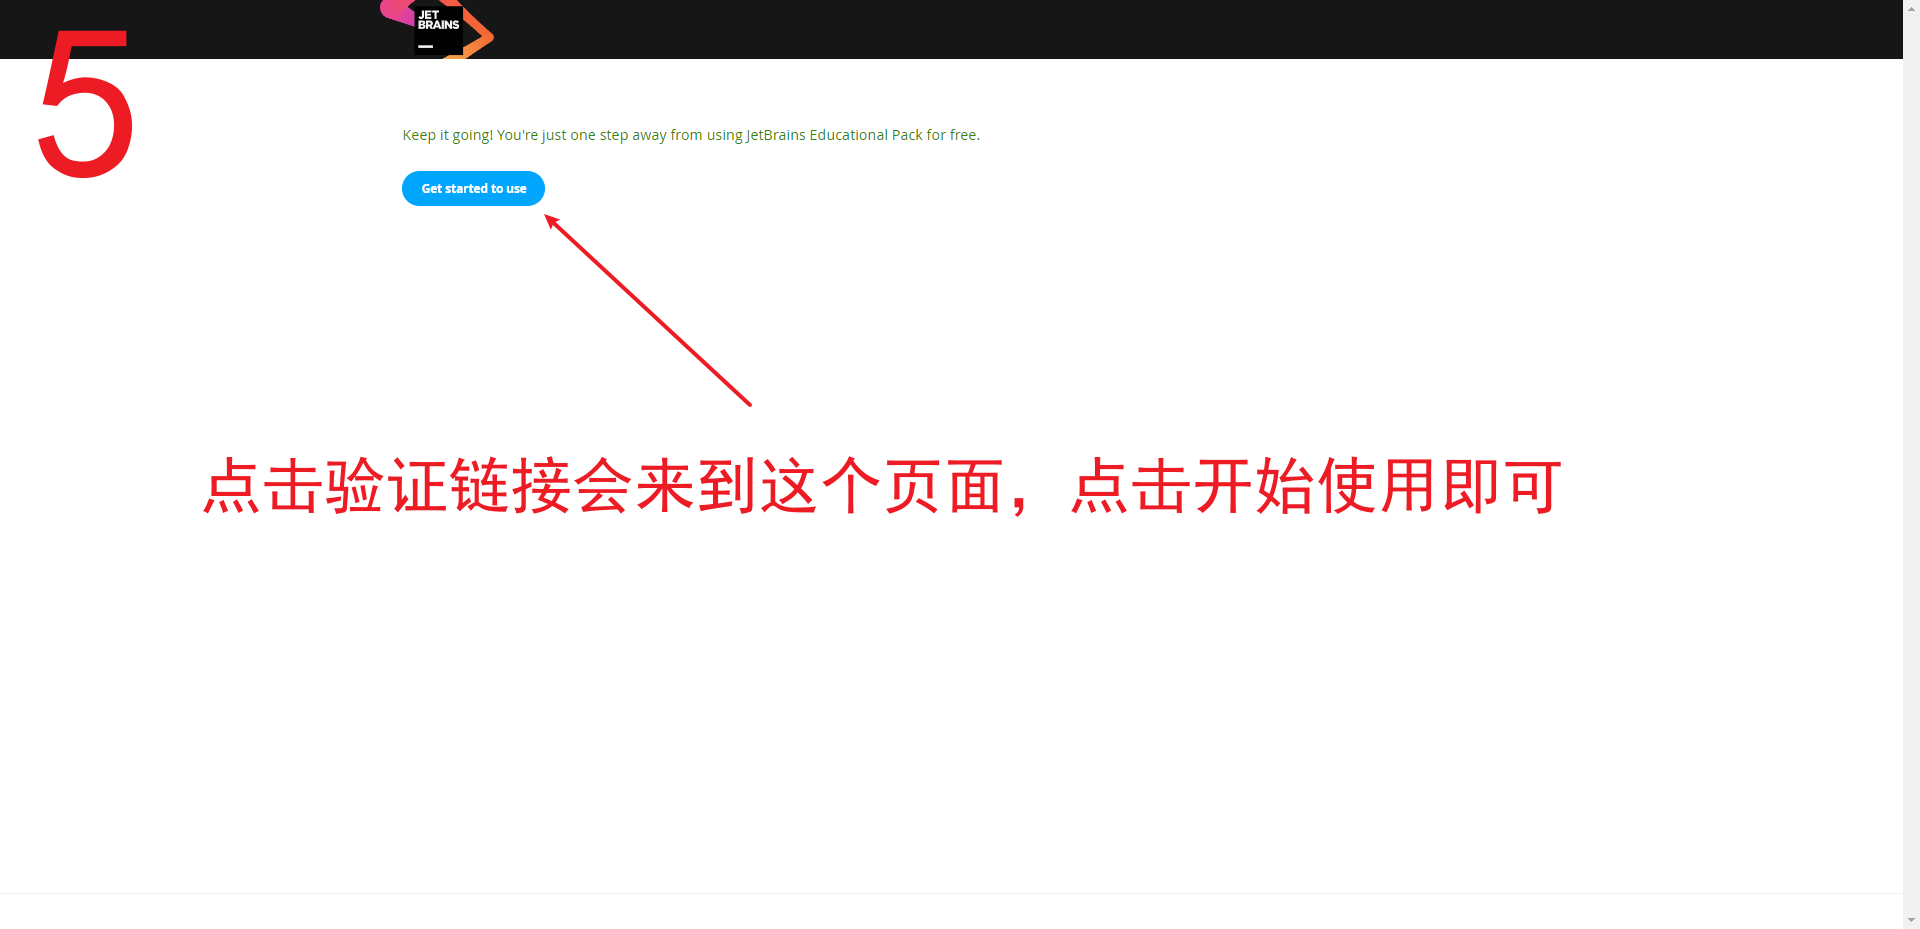 JET
BRAINS
5
Keep it going! You're just one step away from using JetBrains Educational Pack for free.
Get started to use
点击验证链接会来到这个页面，点击开始使用即可